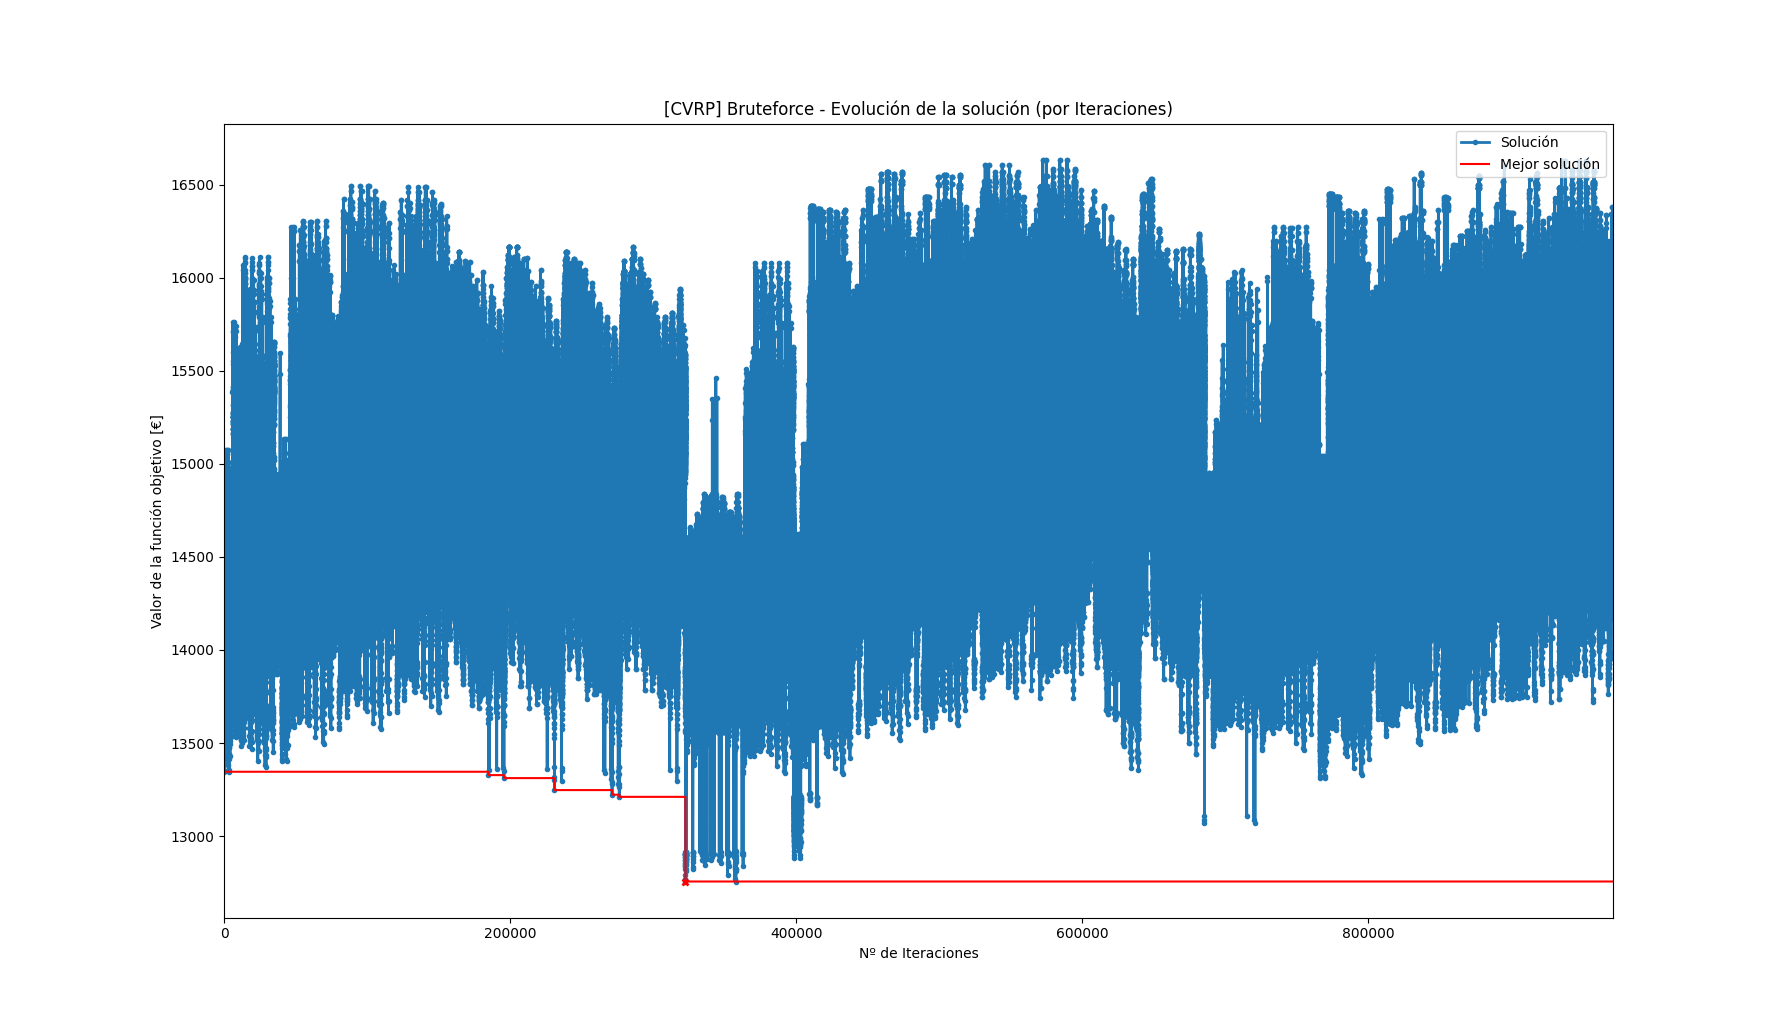 [CVRP] Bruteforce - Evolución de la solución (por Iteraciones)
Solución
Mejor solución
Valor de la función objetivo [€]
16500
16000
15500
15000
14500
14000
13500
13000
0
200000
400000
600000
800000
Nº de Iteraciones